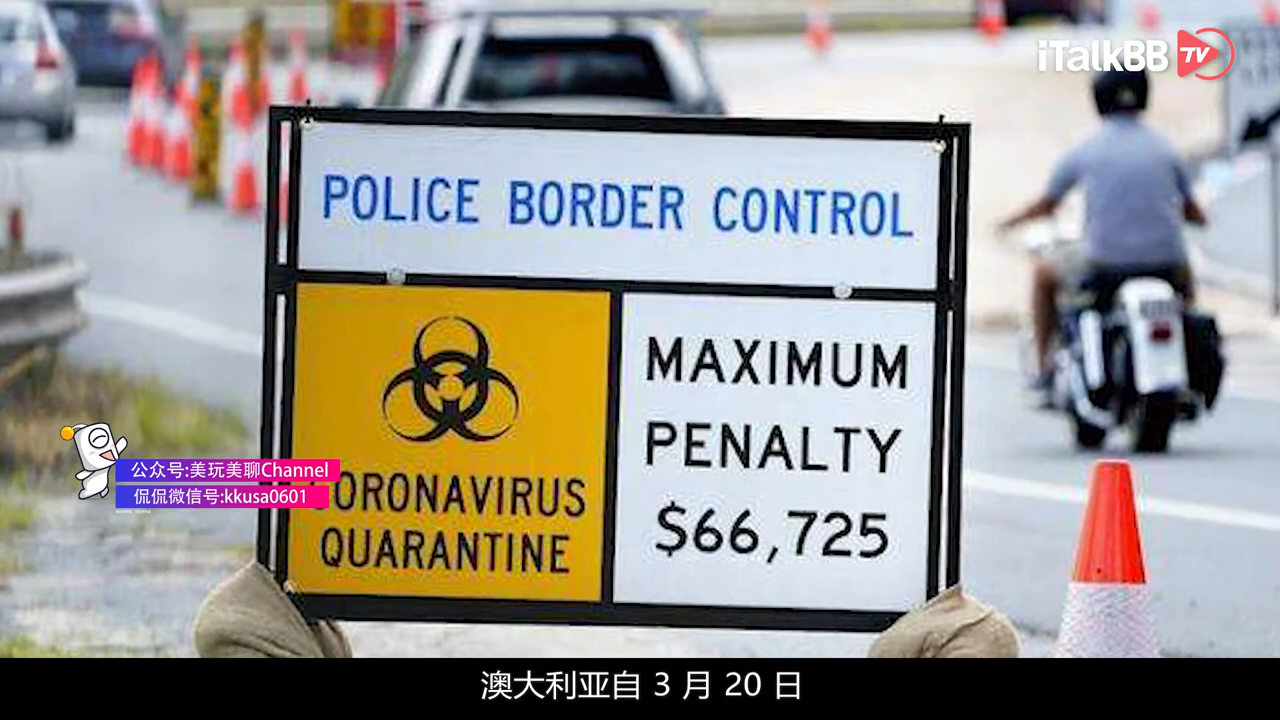 iTalkBB TV
POLICE BORDER CONTROL
MAXIMUM
PENALTY
$66,725
公众号:美玩美聊Channel
侃侃微信号:kkusa0601
ORONAVIRUS
QUARANTINE
澳大利亚自 3 月 20 日